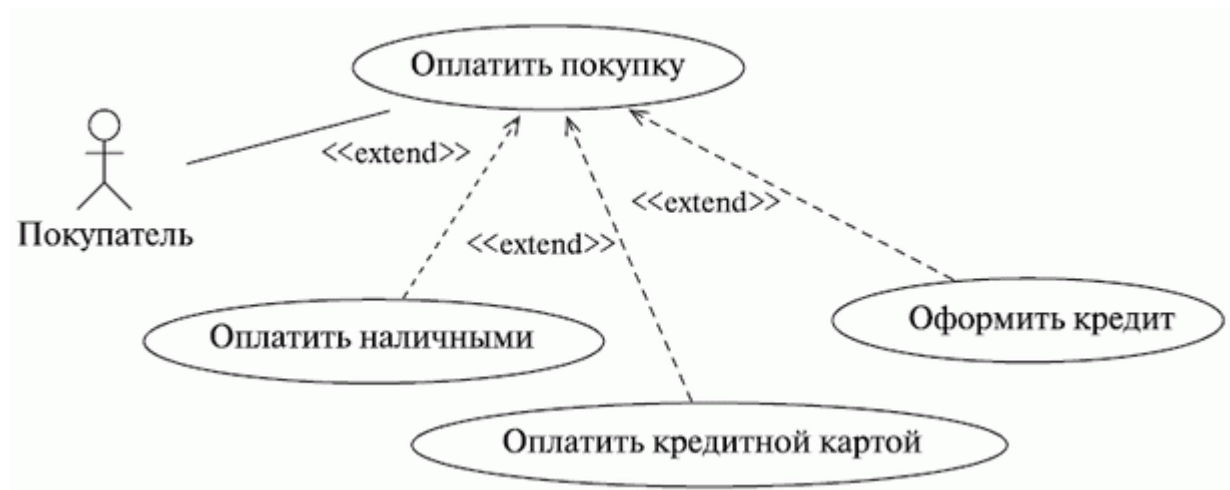 Оплатить покупку
<<extend>>
<<extend>>
Покупатель
<<extend>>
Оформить кредит
Оплатить наличными
Оплатить кредитной картой